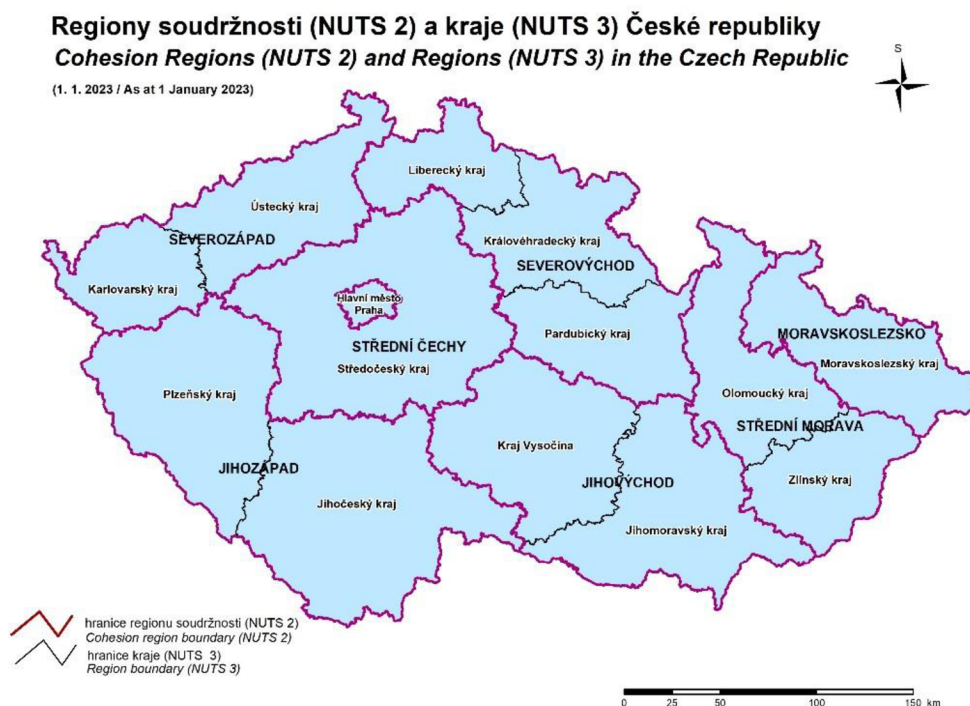 Regiony soudržnosti (NUTS 2) a kraje (NUTS 3) České republiky
Cohesion Regions (NUTS 2) and Regions (NUTS 3) in the Czech Republic
(1. 1. 2023 / As at 1 January 2023)
S
Liberecký kraj
Ústecký kraj
SEVEROZÁPAD
Královéhradecký kraj
SEVEROVÝCHOD
Karlovarský kraj
Hlavní město
Praha
Pardubický kraj
MORAVSKOSLEZSKO
STŘEDNÍ ČECHY
Středočeský kraj
Moravskoslezský kraj
Plzeňský kraj
Olomoucký kraj
STŘEDNÍ MORAVA
Kraj Vysočina
JIHOZÁPAD
JIHOVÝCHOD
Zlínský kraj
Jihočeský kraj
Jihomoravský kraj
hranice regionu soudržnosti (NUTS 2)
Cohesion region boundary (NUTS 2)
hranice kraje (NUTS 3)
Region boundary (NUTS 3)
0 25 50 100 150 km